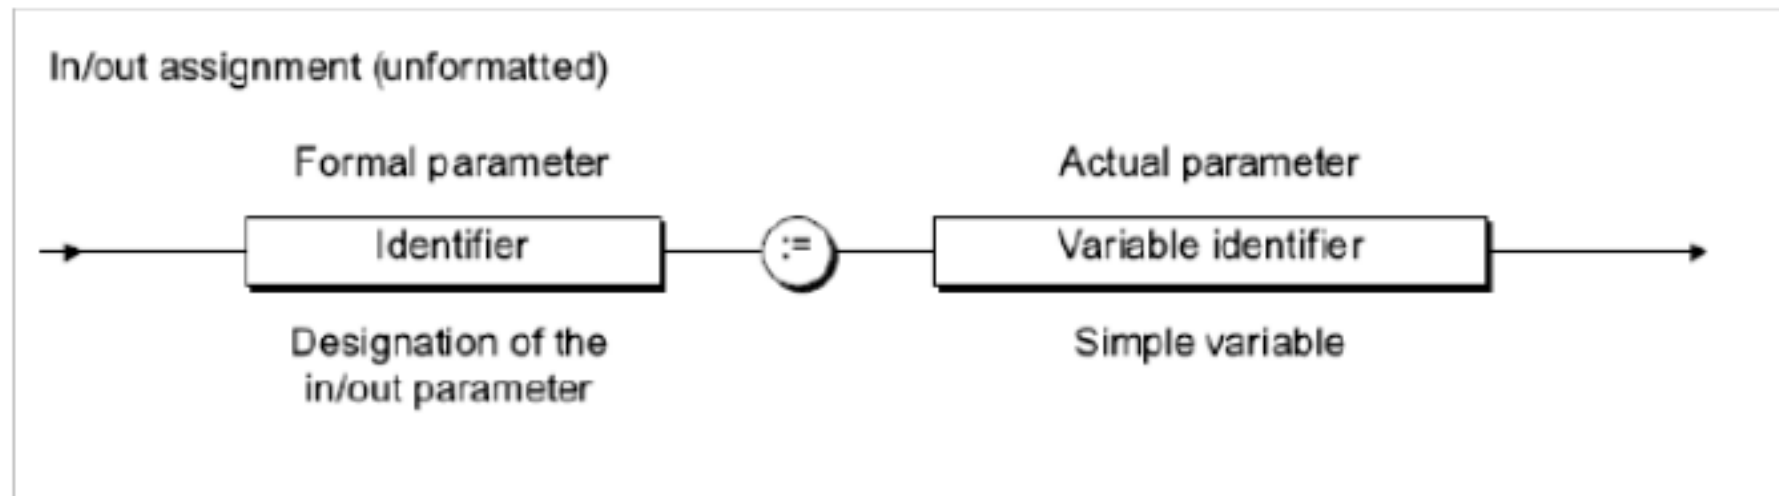 In/out assignment (unformatted)
Formal parameter
Actual parameter
Identifier
:=
Variable identifier
Designation of the
in/out parameter
Simple variable